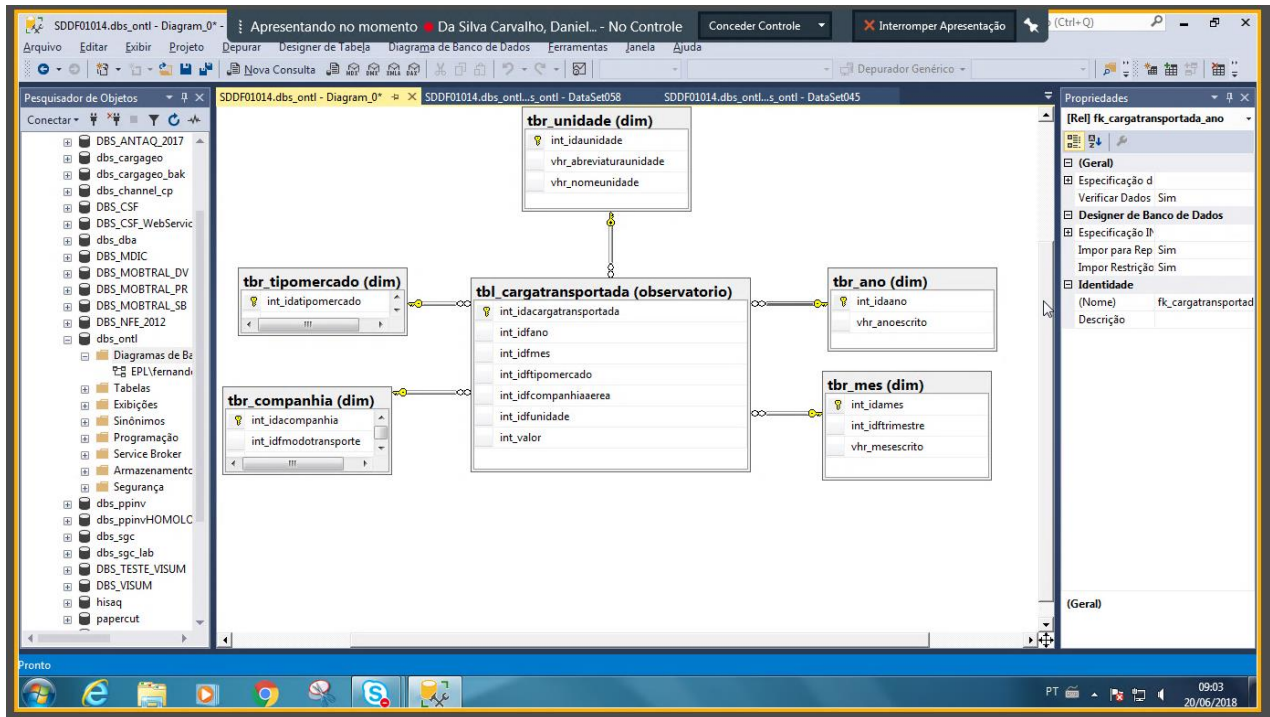 SDDF01014.dbs_ontl - Diagram_0* -
Apresentando no momento
Da Silva Carvalho, Daniel... - No Controle
Conceder Controle
Interromper Apresentação
(Ctrl+Q)
Arquivo Editar Exibir Projeto Depurar Designer de Tabela Diagrama de Banco de Dados Ferramentas Janela Ajuda
Nova Consulta
MDX DMX XMLA DAX
Depurador Genérico
Pesquisador de Objetos
SDDF01014.dbs_ontl - Diagram_0*
SDDF01014.dbs_ontl...s_ontl - DataSet058
SDDF01014.dbs_ontl...s_ontl - DataSet045
Propriedades
Conectar
DBS_ANTAQ_2017
dbs_cargageo
dbs_cargageo_bak
dbs_channel_cp
DBS_CSF
DBS_CSF_WebServic
dbs_dba
DBS_MDIC
DBS_MOBTRAL_DV
DBS_MOBTRAL_PR
DBS_MOBTRAL_SB
DBS_NFE_2012
dbs_ontl
Diagramas de Ba
EPL\fernand
Tabelas
Exibições
Sinônimos
Programação
Service Broker
Armazenamento
Segurança
dbs_ppinv
dbs_ppinvHOMOLO
dbs_sgc
dbs_sgc_lab
DBS_TESTE_VISUM
DBS_VISUM
hisaq
papercut
tbr_unidade (dim)
int_idaunidade
vhr_abreviaturaunidade
vhr_nomeunidade
tbr_tipomercado (dim)
int_idatipomercado
tbr_companhia (dim)
int_idacompanhia
int_idfmodotransporte
tbl_cargatransportada (observatorio)
int_idacargatransportada
int_idfano
int_idfmes
int_idftipomercado
int_idfcompanhiaaerea
int_idfunidade
int_valor
tbr_ano (dim)
int_idaano
vhr_anoescrito
tbr_mes (dim)
int_idames
int_idftrimestre
vhr_mesescrito
[Rel] fk_cargatransportada_ano
(Geral)
Especificação d
Verificar Dados Sim
Designer de Banco de Dados
Especificação IN
Impor para Rep Sim
Impor Restrição Sim
Identidade
(Nome) fk_cargatransportad
Descrição
(Geral)
Pronto
PT
09:03
20/06/2018